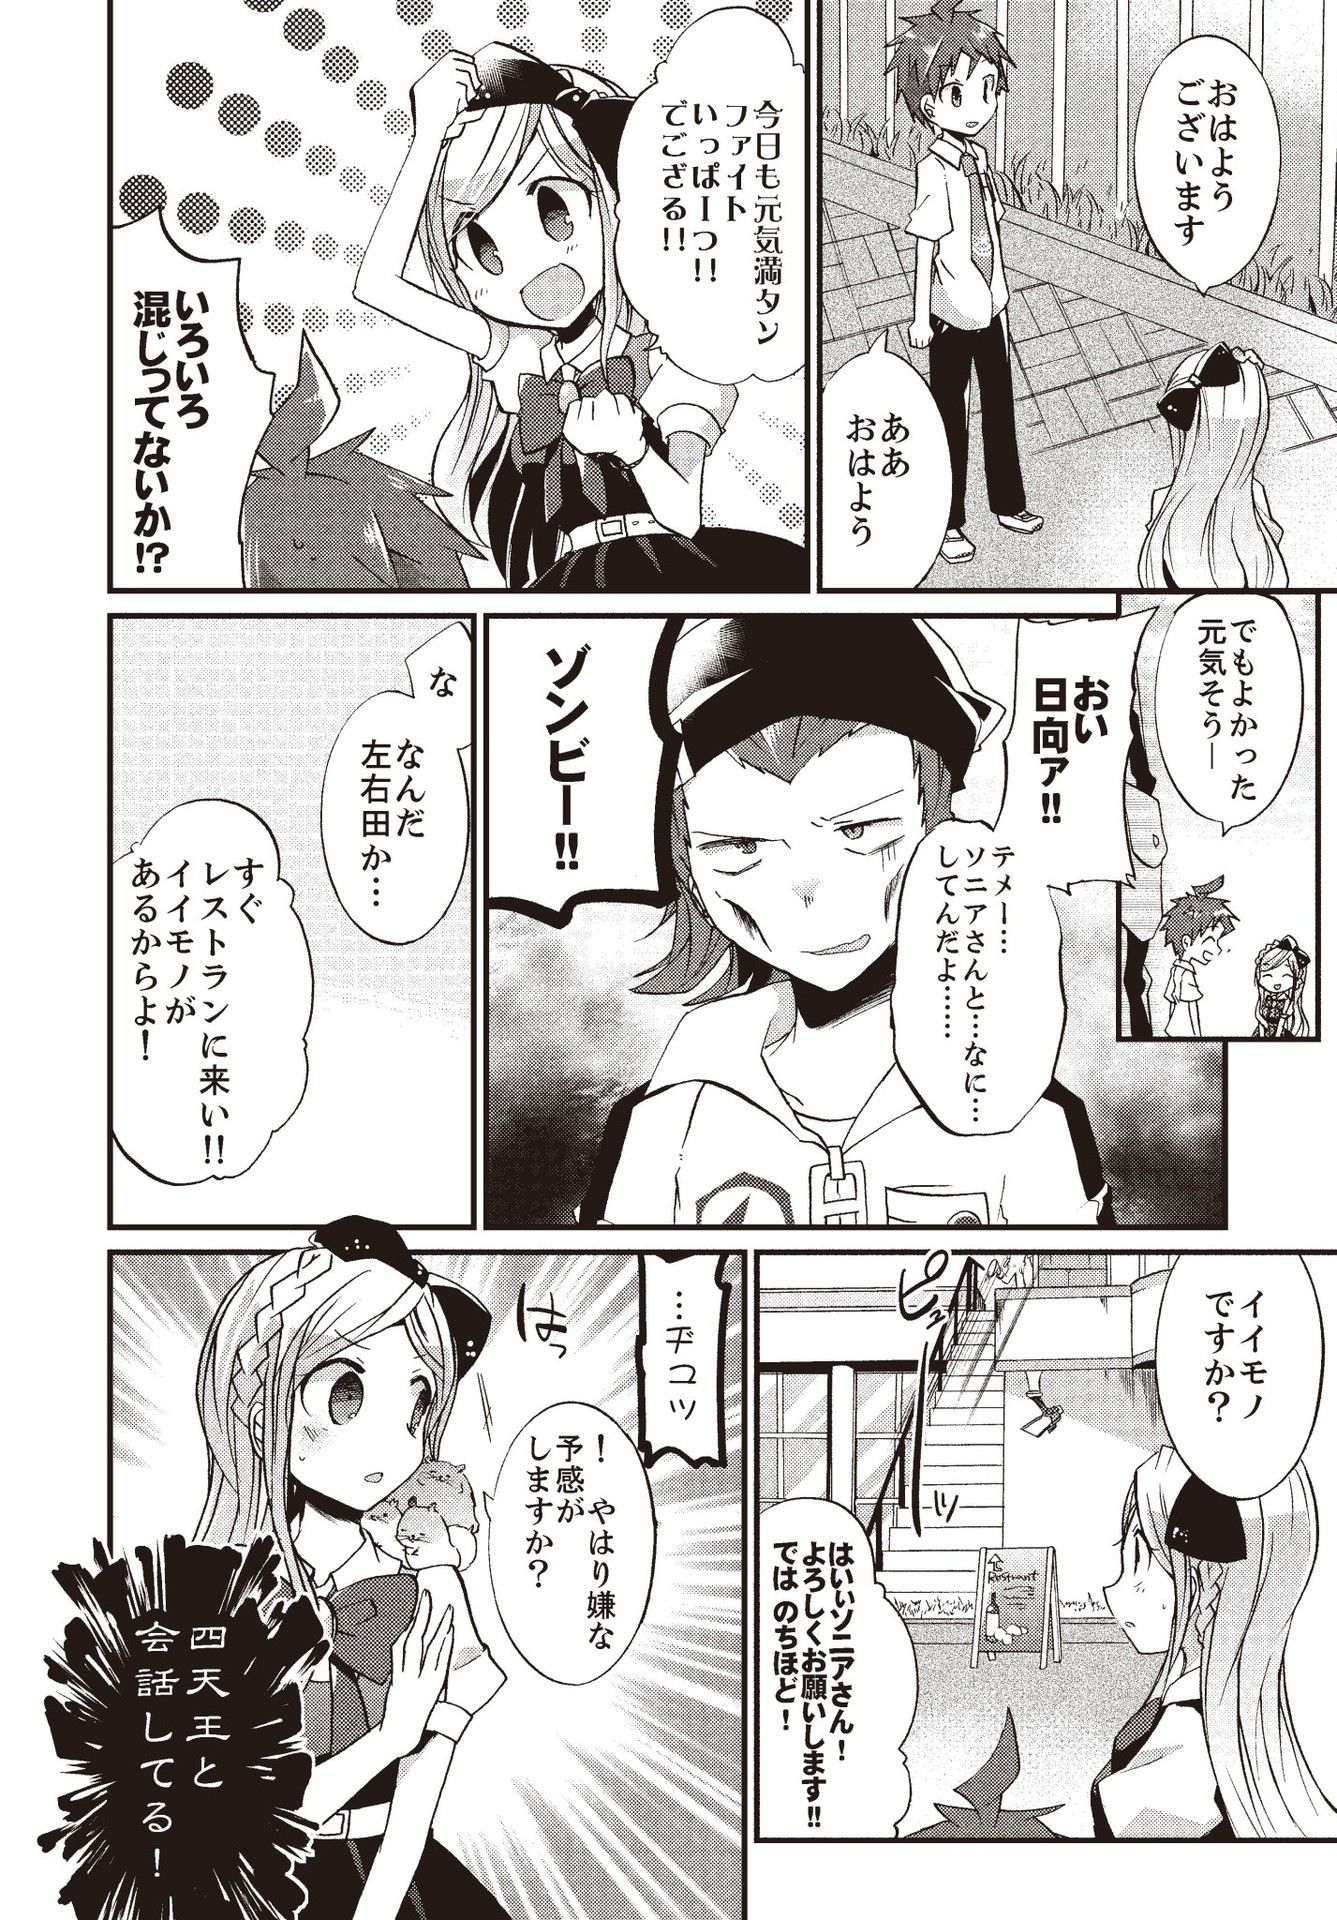 おはよう
ございます
ああ
おはよう
今日も元気満タン
ファイト
いっぱーつ!!
でござる!!
いろいろ
混じってないか!?
でもよかった
元気そう―
おい
日向ァ!!
テメー…
ソニアさんと…なに…
してんだよ……
ゾンビー!!
な
なんだ
左右田か…
すぐ
レストランに来い!!
イイモノが
あるからよ!
イイモノ
ですか?
ピュ
ツ
Restaurant
はいぃソニアさん!
よろしくお願いします!!
では のちほど!
…ヂコツ
はっ
! やはり嫌な
予感が
しますか?
四天王と
会話してる!